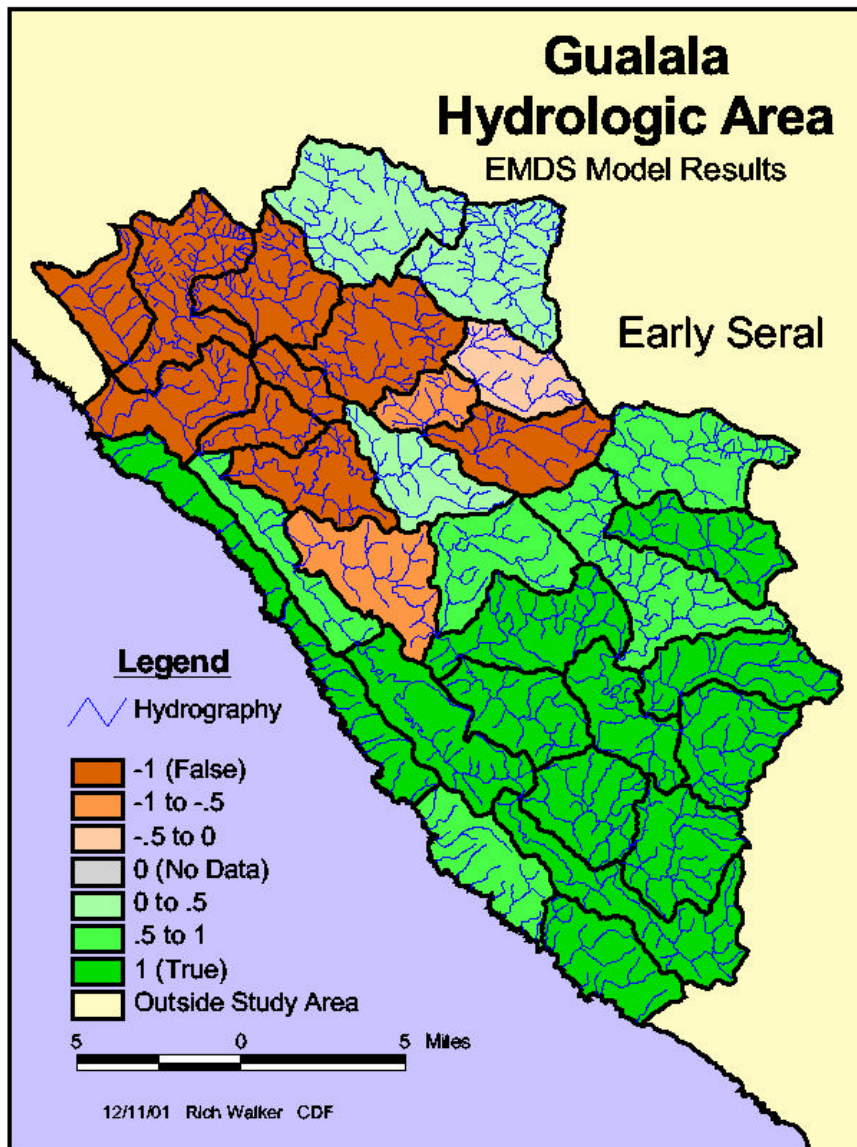 Gualala
Hydrologic Area
EMDS Model Results
Early Seral
Legend
Hydrography
-1 (False)
-1 to -.5
-.5 to 0
0 (No Data)
0 to .5
.5 to 1
1 (True)
Outside Study Area
5 0 5 Miles
12/11/01 Rich Walker CDF